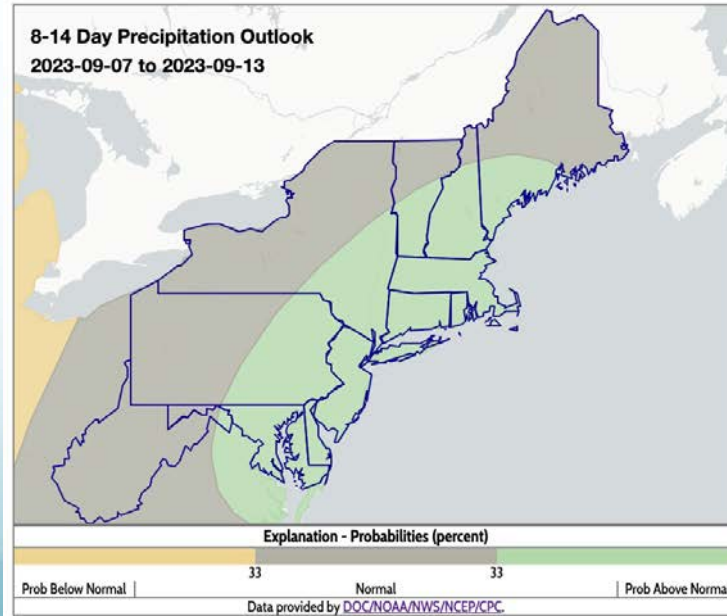 8-14 Day Precipitation Outlook
2023-09-07 to 2023-09-13
Explanation - Probabilities (percent)
33 33
Prob Below Normal | Normal | Prob Above Norma
Data provided by DOC/NOAA/NWS/NCEP/CPC.